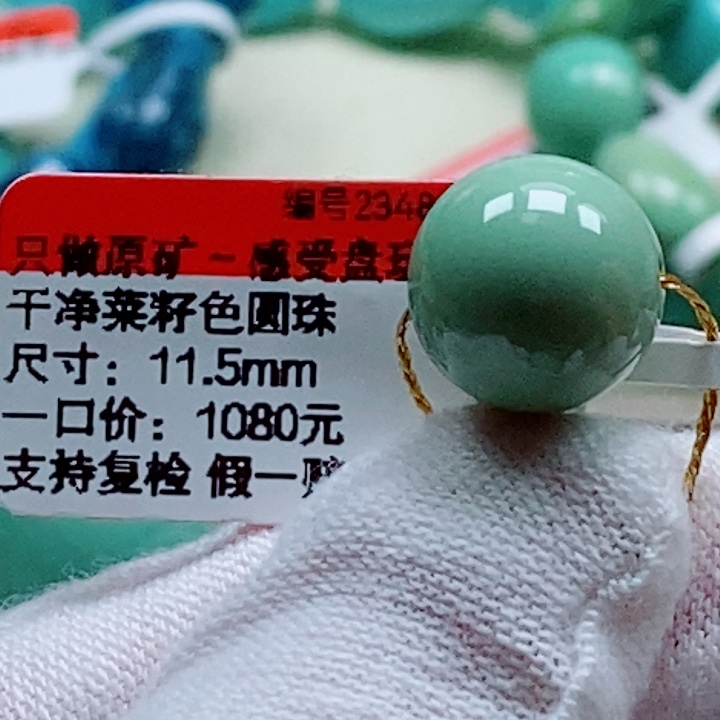 编号2348
只做原矿~感受盘玩
干净菜籽色圆珠
尺寸：11.5mm
一口价：1080元
支持复检 假一赔